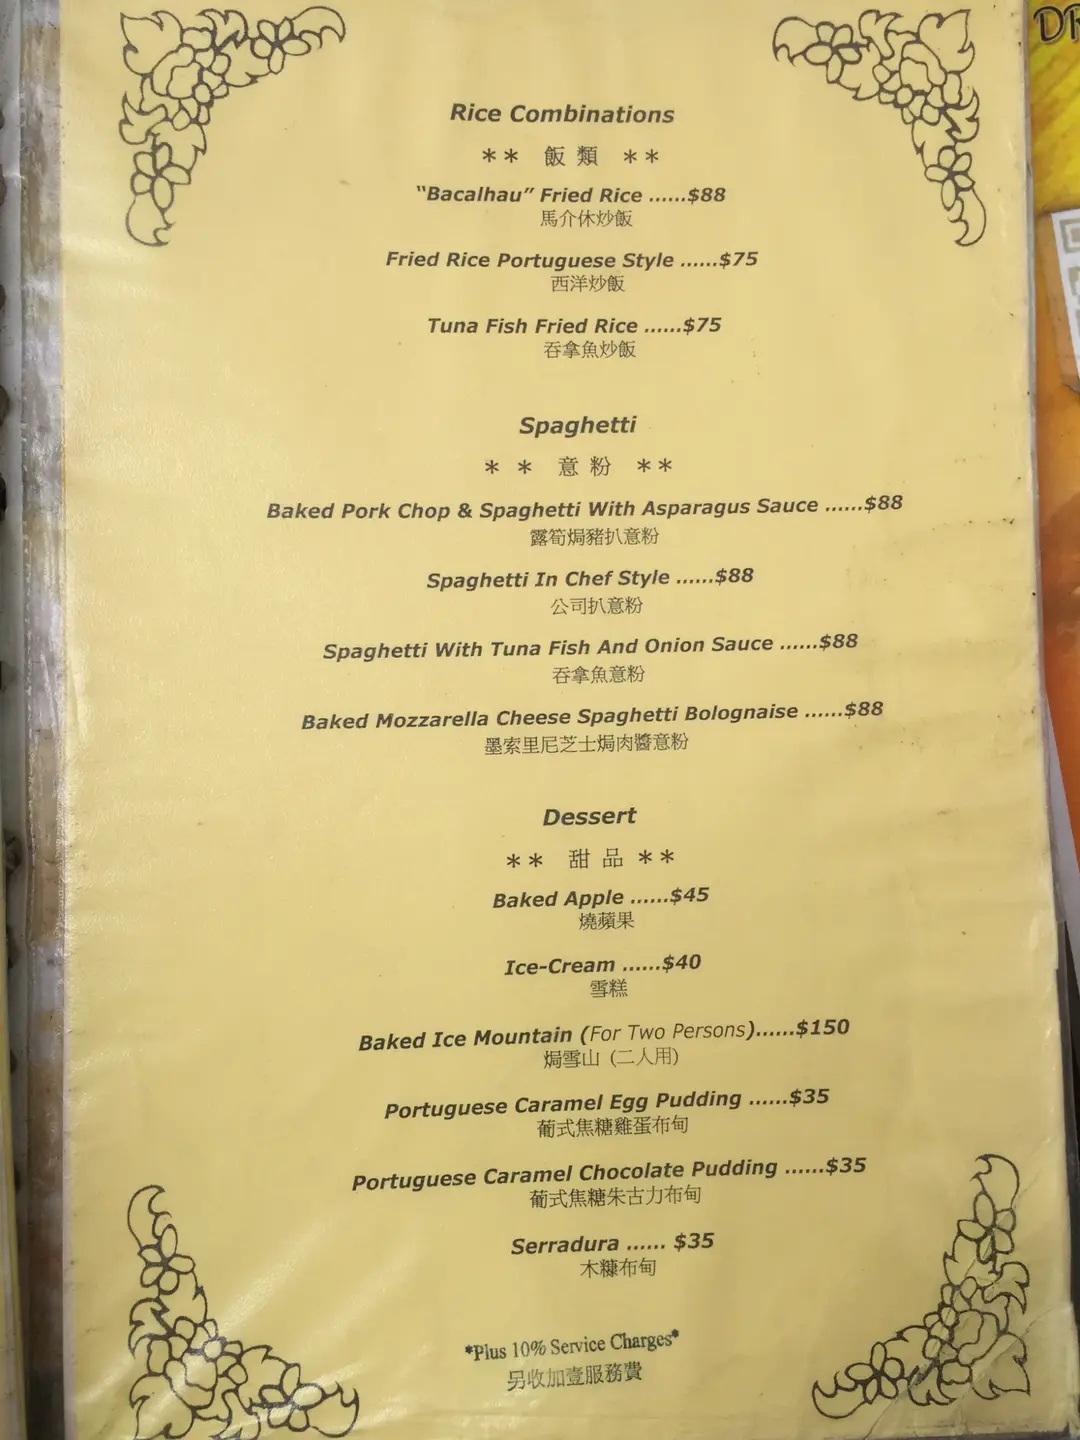 DR
Rice Combinations
** 飯 類 **
“Bacalhau” Fried Rice ......$88
馬介休炒飯
Fried Rice Portuguese Style ......$75
西洋炒飯
Tuna Fish Fried Rice ......$75
吞拿魚炒飯
Spaghetti
* * 意 粉 **
Baked Pork Chop & Spaghetti With Asparagus Sauce ......$88
露筍焗豬扒意粉
Spaghetti In Chef Style ......$88
公司扒意粉
Spaghetti With Tuna Fish And Onion Sauce ......$88
吞拿魚意粉
Baked Mozzarella Cheese Spaghetti Bolognaise ......$88
墨索里尼芝士焗肉醬意粉
Dessert
** 甜 品 **
Baked Apple ......$45
燒蘋果
Ice-Cream ......$40
雪糕
Baked Ice Mountain (For Two Persons)......$150
焗雪山 (二人用)
Portuguese Caramel Egg Pudding ......$35
葡式焦糖雞蛋布甸
Portuguese Caramel Chocolate Pudding ......$35
葡式焦糖朱古力布甸
Serradura ...... $35
木糠布甸
*Plus 10% Service Charges*
另收加壹服務費